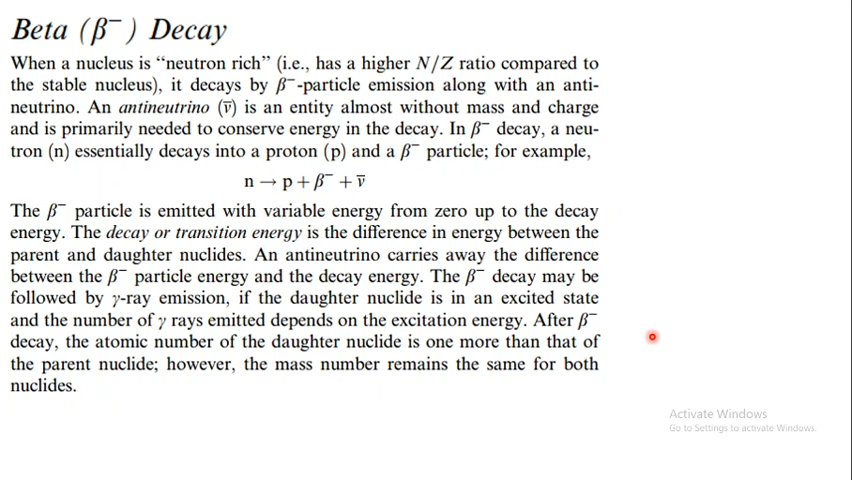 Beta (β⁻) Decay
When a nucleus is “neutron rich” (i.e., has a higher N/Z ratio compared to
the stable nucleus), it decays by β⁻-particle emission along with an anti-
neutrino. An antineutrino (ν̅) is an entity almost without mass and charge
and is primarily needed to conserve energy in the decay. In β⁻ decay, a neu-
tron (n) essentially decays into a proton (p) and a β⁻ particle; for example,
n → p + β⁻ + ν̅
The β⁻ particle is emitted with variable energy from zero up to the decay
energy. The decay or transition energy is the difference in energy between the
parent and daughter nuclides. An antineutrino carries away the difference
between the β⁻ particle energy and the decay energy. The β⁻ decay may be
followed by γ-ray emission, if the daughter nuclide is in an excited state
and the number of γ rays emitted depends on the excitation energy. After β⁻
decay, the atomic number of the daughter nuclide is one more than that of
the parent nuclide; however, the mass number remains the same for both
nuclides.
Activate Windows
Go to Settings to activate Windows.